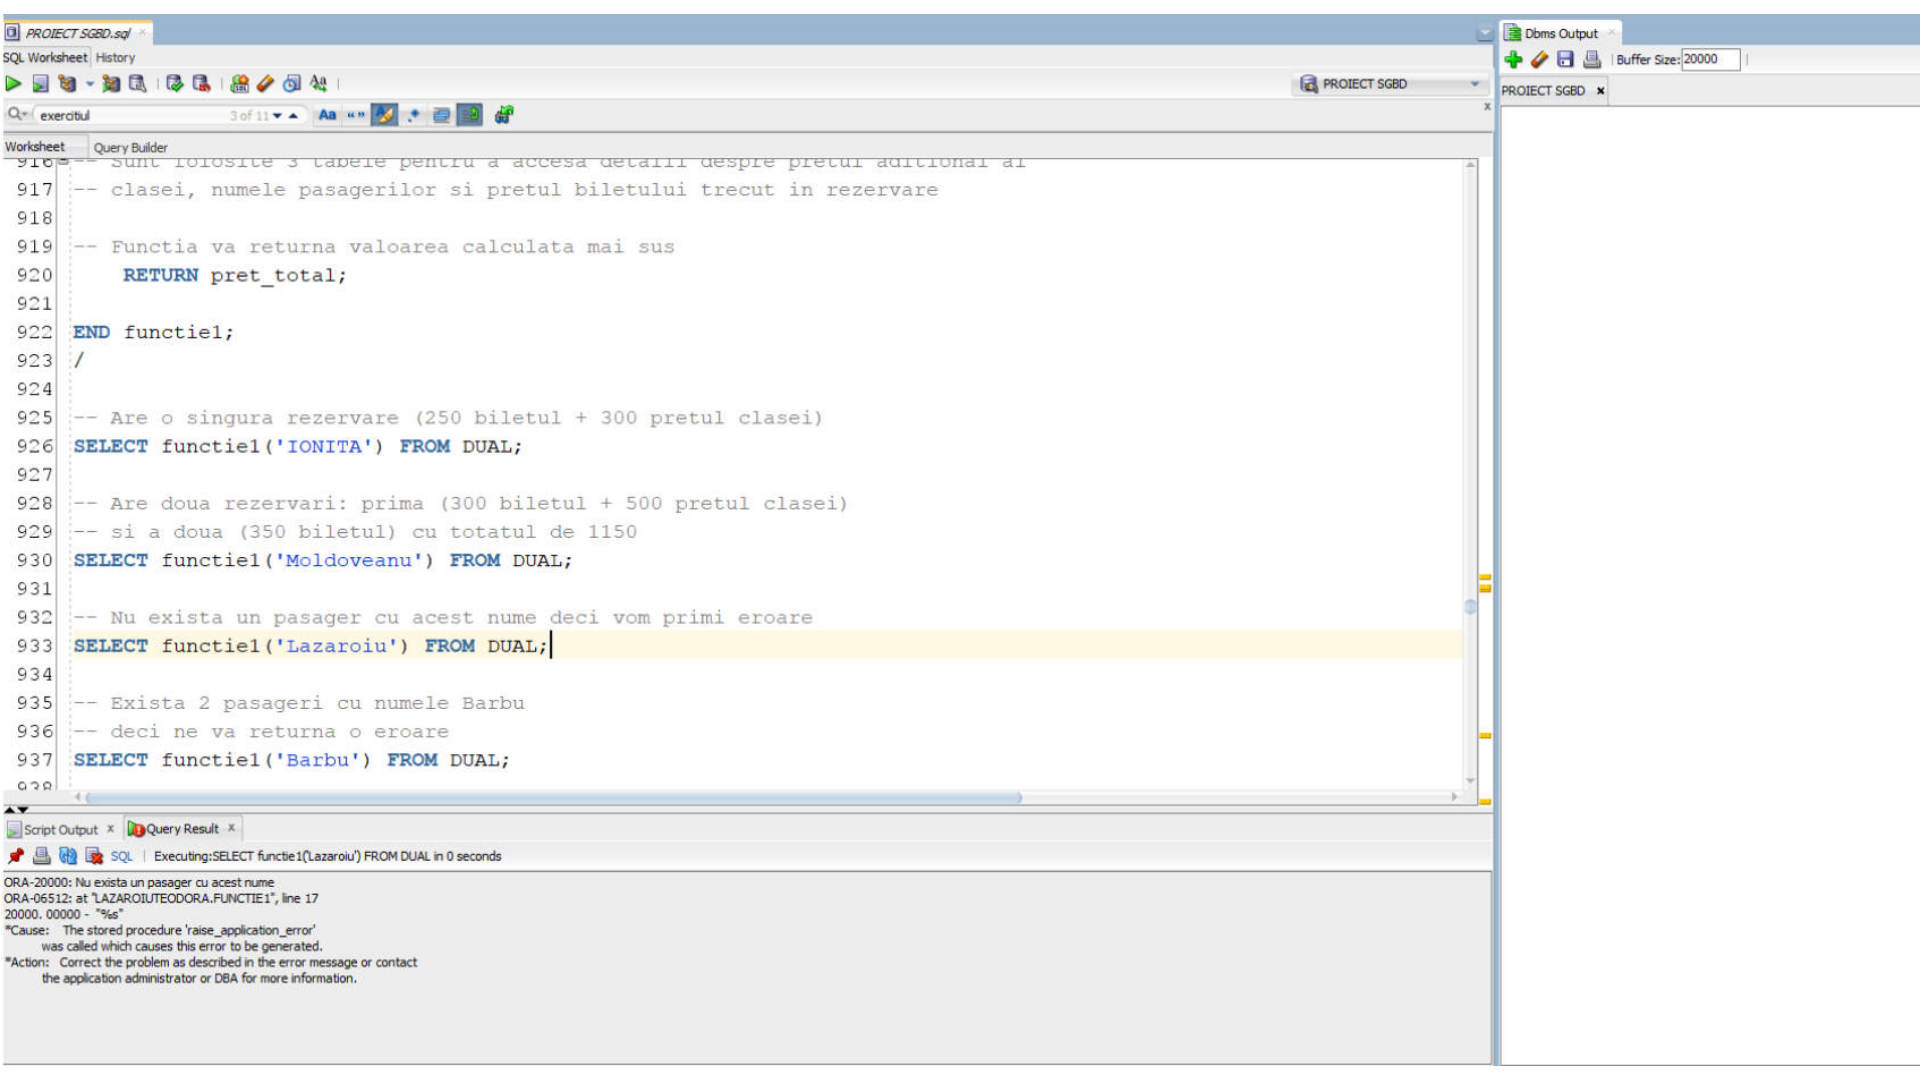 PROIECT SGBD.sql
SQL Worksheet History
PROIECT SGBD
exercitiul 3 of 11
Worksheet Query Builder
916 -- Sunt folosite 3 tabele pentru a accesa detalii despre pretul aditional al
917 -- clasei, numele pasagerilor si pretul biletului trecut in rezervare
918
919 -- Functia va returna valoarea calculata mai sus
920 RETURN pret_total;
921
922 END functie1;
923 /
924
925 -- Are o singura rezervare (250 biletul + 300 pretul clasei)
926 SELECT functie1('IONITA') FROM DUAL;
927
928 -- Are doua rezervari: prima (300 biletul + 500 pretul clasei)
929 -- si a doua (350 biletul) cu totatul de 1150
930 SELECT functie1('Moldoveanu') FROM DUAL;
931
932 -- Nu exista un pasager cu acest nume deci vom primi eroare
933 SELECT functie1('Lazaroiu') FROM DUAL;
934
935 -- Exista 2 pasageri cu numele Barbu
936 -- deci ne va returna o eroare
937 SELECT functie1('Barbu') FROM DUAL;
938
Script Output x Query Result x
SQL | Executing:SELECT functie1('Lazaroiu') FROM DUAL in 0 seconds
ORA-20000: Nu exista un pasager cu acest nume
ORA-06512: at "LAZAROIUTEODORA.FUNCTIE1", line 17
20000. 00000 - "%s"
*Cause: The stored procedure 'raise_application_error'
was called which causes this error to be generated.
*Action: Correct the problem as described in the error message or contact
the application administrator or DBA for more information.
Dbms Output
Buffer Size: 20000
PROIECT SGBD x